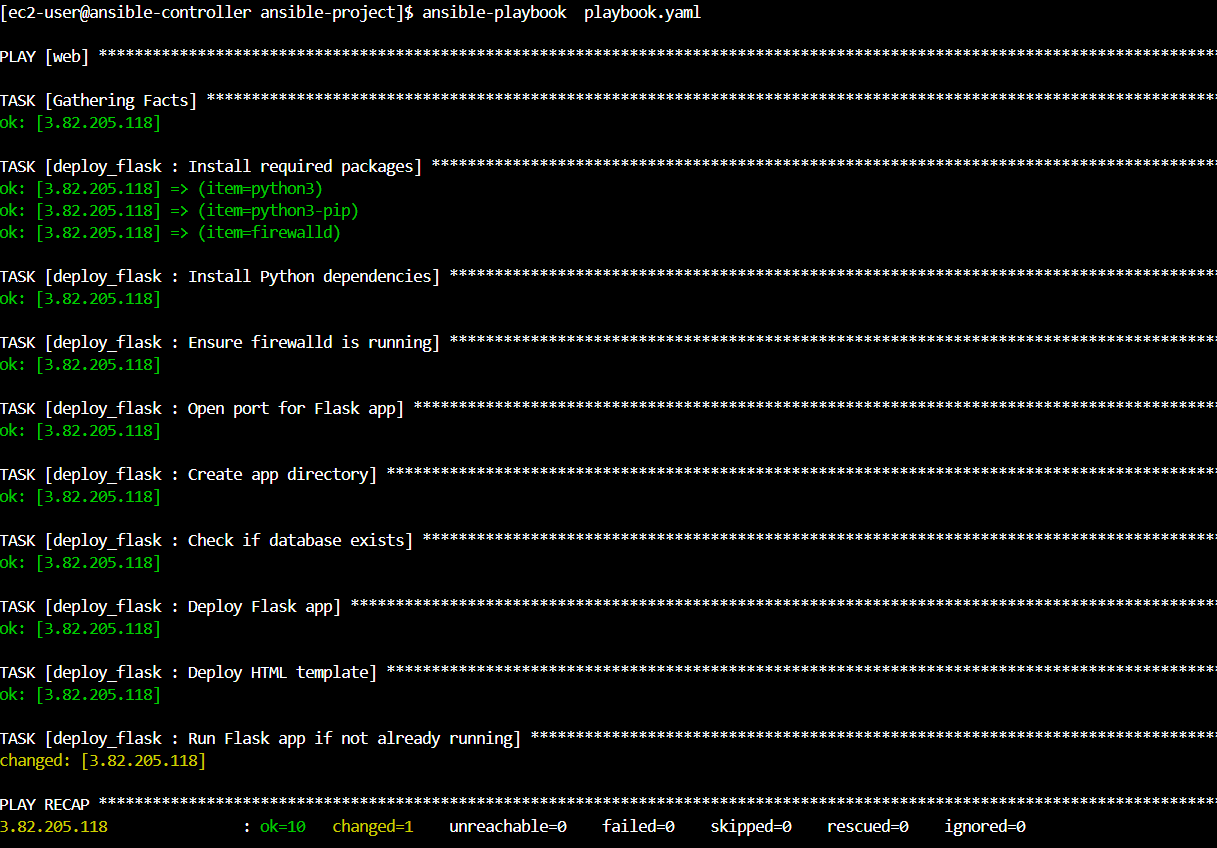 [ec2-user@ansible-controller ansible-project]$ ansible-playbook  playbook.yaml
PLAY [web] ****************************************************************************************************************************
TASK [Gathering Facts] ****************************************************************************************************************
ok: [3.82.205.118]
TASK [deploy_flask : Install required packages] ***************************************************************************************
ok: [3.82.205.118] => (item=python3)
ok: [3.82.205.118] => (item=python3-pip)
ok: [3.82.205.118] => (item=firewalld)
TASK [deploy_flask : Install Python dependencies] *************************************************************************************
ok: [3.82.205.118]
TASK [deploy_flask : Ensure firewalld is running] *************************************************************************************
ok: [3.82.205.118]
TASK [deploy_flask : Open port for Flask app] *****************************************************************************************
ok: [3.82.205.118]
TASK [deploy_flask : Create app directory] ********************************************************************************************
ok: [3.82.205.118]
TASK [deploy_flask : Check if database exists] ****************************************************************************************
ok: [3.82.205.118]
TASK [deploy_flask : Deploy Flask app] ************************************************************************************************
ok: [3.82.205.118]
TASK [deploy_flask : Deploy HTML template] ********************************************************************************************
ok: [3.82.205.118]
TASK [deploy_flask : Run Flask app if not already running] ****************************************************************************
changed: [3.82.205.118]
PLAY RECAP ****************************************************************************************************************************
3.82.205.118               : ok=10   changed=1    unreachable=0    failed=0    skipped=0    rescued=0    ignored=0